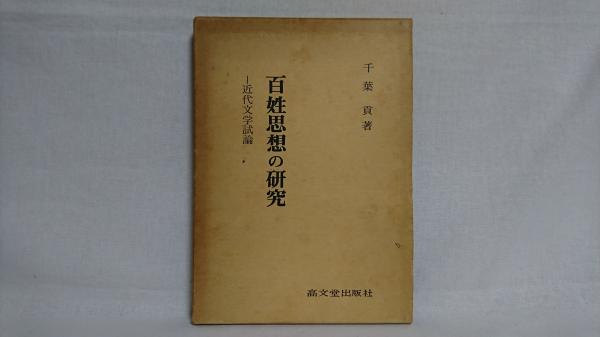 千葉 貢著
百姓思想の研究
―近代文学試論
高文堂出版社